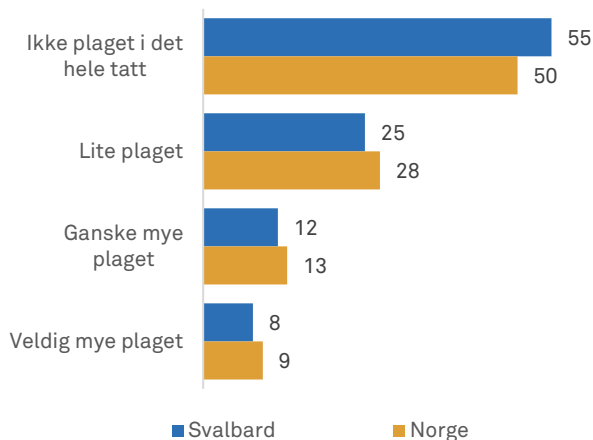 Ikke plaget i det
hele tatt
55
50
Lite plaget
25
28
Ganske mye
plaget
12
13
Veldig mye plaget
8
9
Svalbard
Norge